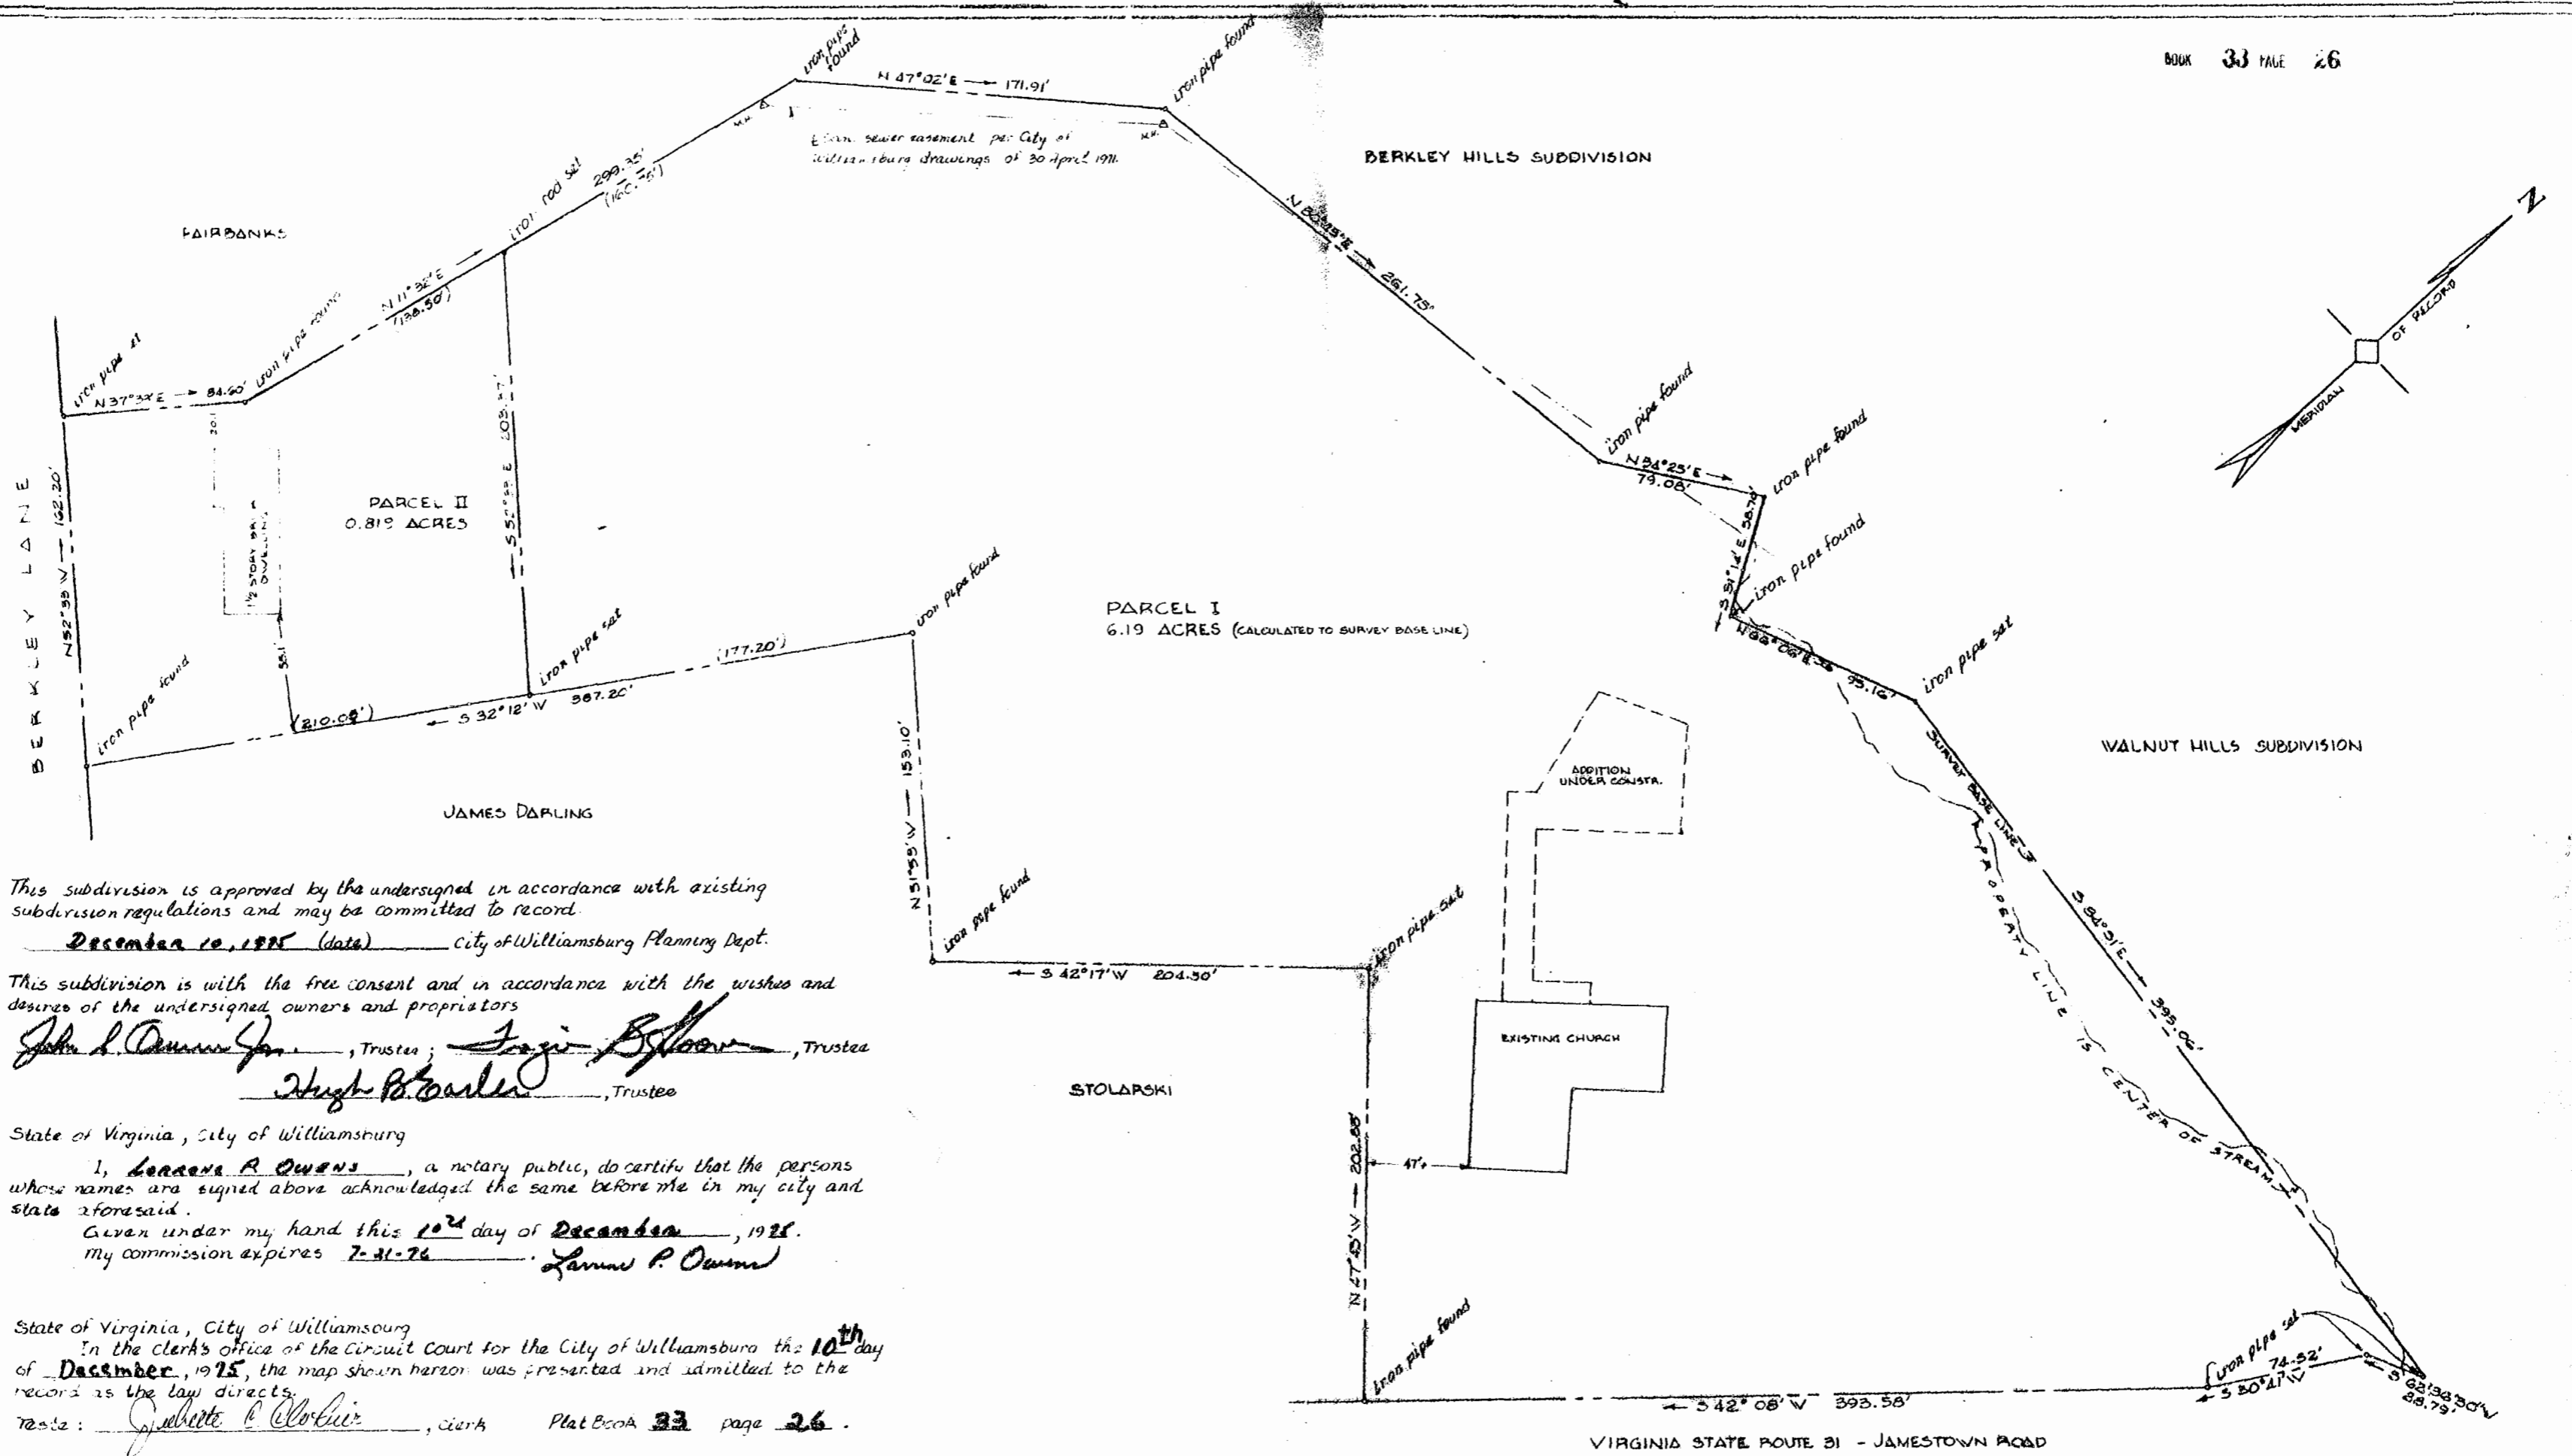 BOOK 33 PAGE 26
iron pipe found
N 47°02' E → 171.91'
iron pipe found
M.H.
M.H.
San. sewer easement per City of
Williamsburg drawings of 30 April 1971.
BERKLEY HILLS SUBDIVISION
N
OF RECORD
MERIDIAN
FAIRBANKS
iron rod set
299.35'
N 11°32' E
(138.50')
261.75'
iron pipe
iron pipe found
N 37°32' E → 84.60'
BERKLEY LANE
N 52°33' W → 162.20'
1½ STORY
DWELLING
PARCEL II
0.819 ACRES
iron pipe found
N 54°25' E →
79.08'
iron pipe found
iron pipe found
iron pipe set
95.16'
iron pipe set
iron pipe found
(177.20')
← S 32°12' W 387.20'
iron pipe found
PARCEL I
6.19 ACRES (CALCULATED TO SURVEY BASE LINE)
N 51°55' W → 153.10'
JAMES DARLING
ADDITION
UNDER CONSTR.
WALNUT HILLS SUBDIVISION
SURVEY BASE LINE
PROPERTY LINE IS CENTER OF STREAM
S 84°31' E → 395.06'
iron pipe found
iron pipe set
← S 42°17' W 204.50'
EXISTING CHURCH
STOLARSKI
N 47°43' W → 202.88'
47'±
iron pipe found
iron pipe set
74.52'
← S 30°41' W
88.79'
← S 42°08' W 393.58'
VIRGINIA STATE ROUTE 31 - JAMESTOWN ROAD
This subdivision is approved by the undersigned in accordance with existing
subdivision regulations and may be committed to record.
December 10, 1975 (date) City of Williamsburg Planning Dept.
This subdivision is with the free consent and in accordance with the wishes and
desires of the undersigned owners and proprietors
, Trustee; , Trustee
, Trustee
State of Virginia, City of Williamsburg
I, Owens, a notary public, do certify that the persons
whose names are signed above acknowledged the same before me in my city and
state aforesaid.
Given under my hand this 10th day of December, 1975.
My commission expires 7-31-76.
State of Virginia, City of Williamsburg
In the clerk's office of the Circuit Court for the City of Williamsburg the 10th day
of December, 1975, the map shown hereon was presented and admitted to the
record as the law directs.
Teste: , Clerk Plat Book 33 page 26.